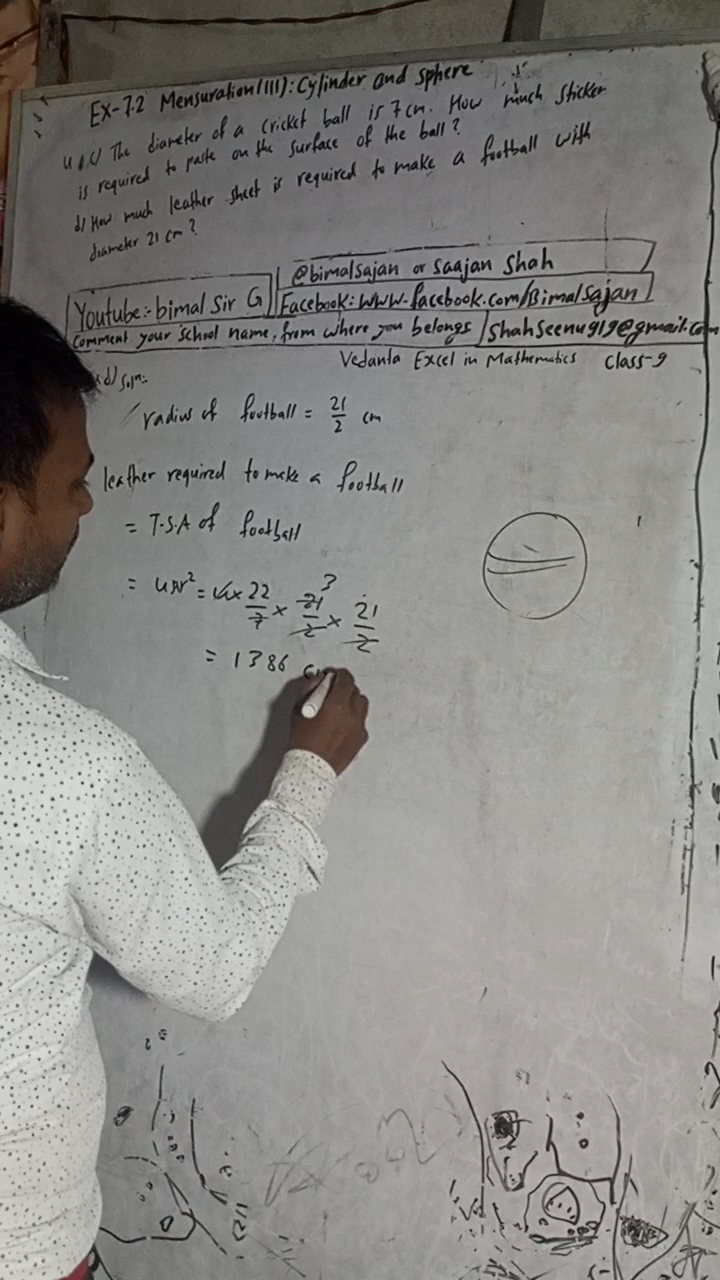 EX-7.2 Mensuration(III): Cylinder and sphere
The diameter of a cricket ball is 7 cm. How much sticker
is required to paste on the surface of the ball?
d) How much leather sheet is required to make a football with
diameter 21 cm?
@bimalsajan or saajan shah
Youtube:- bimal Sir G
Facebook: www.facebook.com/BimalSajan
Comment your school name, from where you belongs
shahseenu919@gmail.com
Vedanta Excel in Mathematics Class-9
d) Solⁿ:-
radius of football = 21/2 cm
leather required to make a football
= T.S.A of football
= 4πr² = 4 × 22/7 × 21/2 3 × 21/2
= 1386